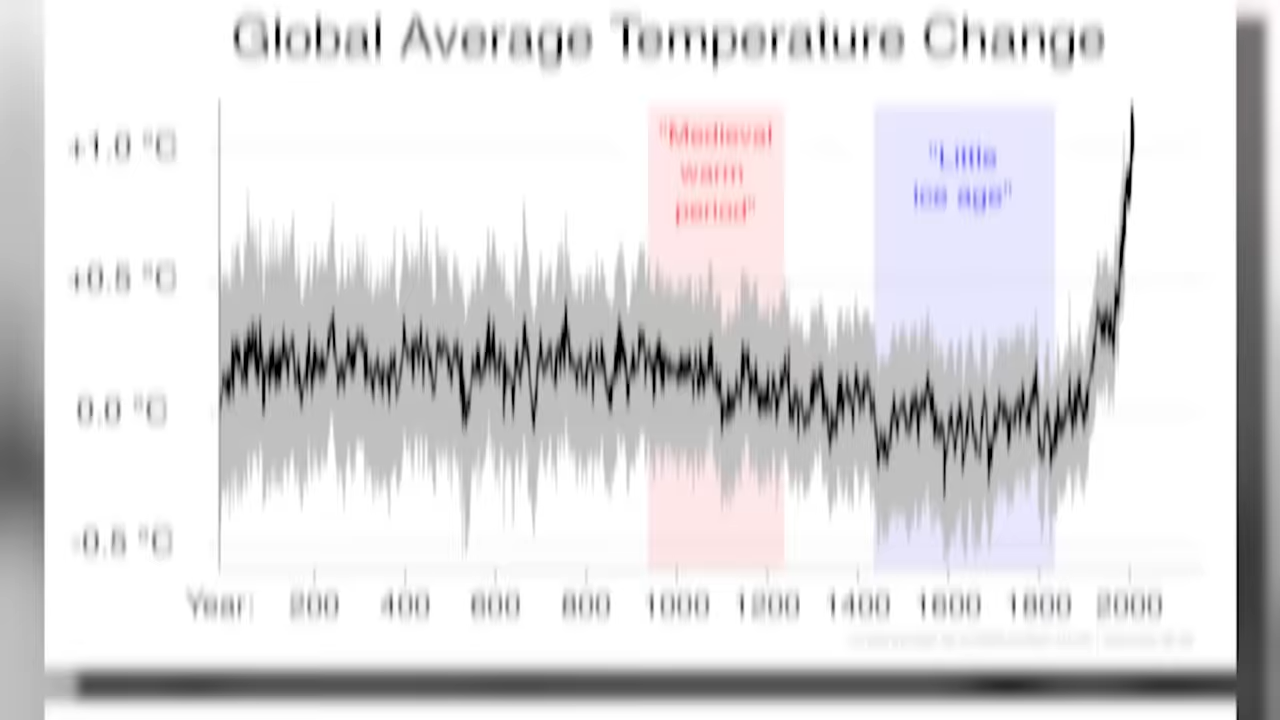 Global Average Temperature Change
+1.0 °C
"Medieval
warm
period"
"Little
ice age"
+0.5 °C
0.0 °C
-0.5 °C
Year: 200 400 600 800 1000 1200 1400 1600 1800 2000